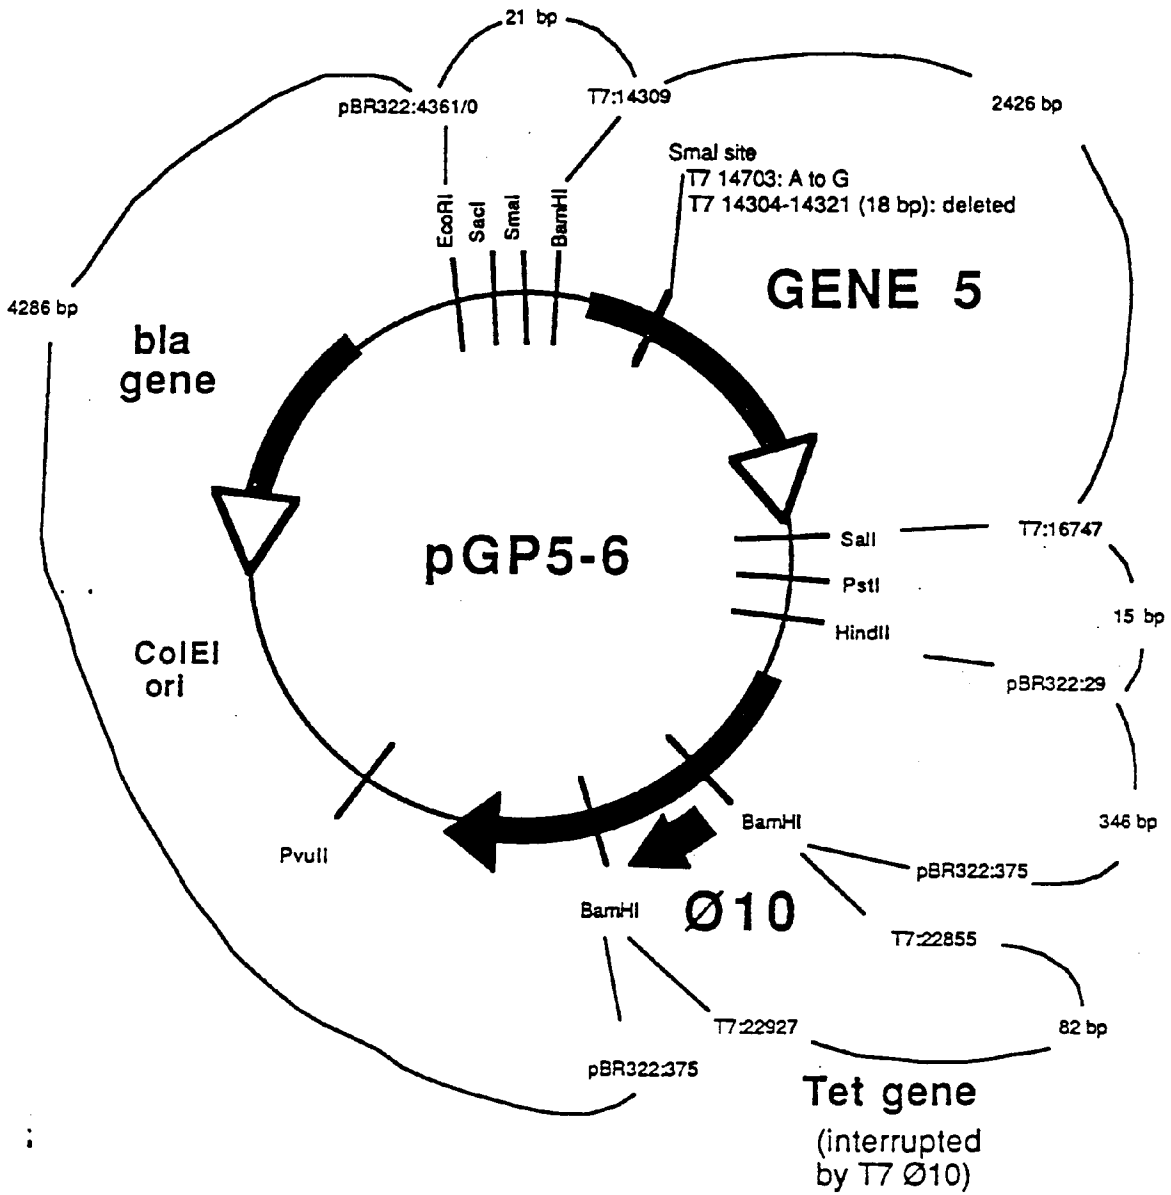 21 bp
pBR322:4361/0
T7:14309
2426 bp
SmaI site
T7 14703: A to G
T7 14304-14321 (18 bp): deleted
EcoRI
SacI
SmaI
BamHI
GENE 5
4286 bp
bla
gene
pGP5-6
SalI
T7:16747
PstI
15 bp
HindII
pBR322:29
ColEI
ori
BamHI
346 bp
PvuII
pBR322:375
BamHI
Ø10
T7:22855
T7:22927
82 bp
pBR322:375
Tet gene
(interrupted
by T7 Ø10)